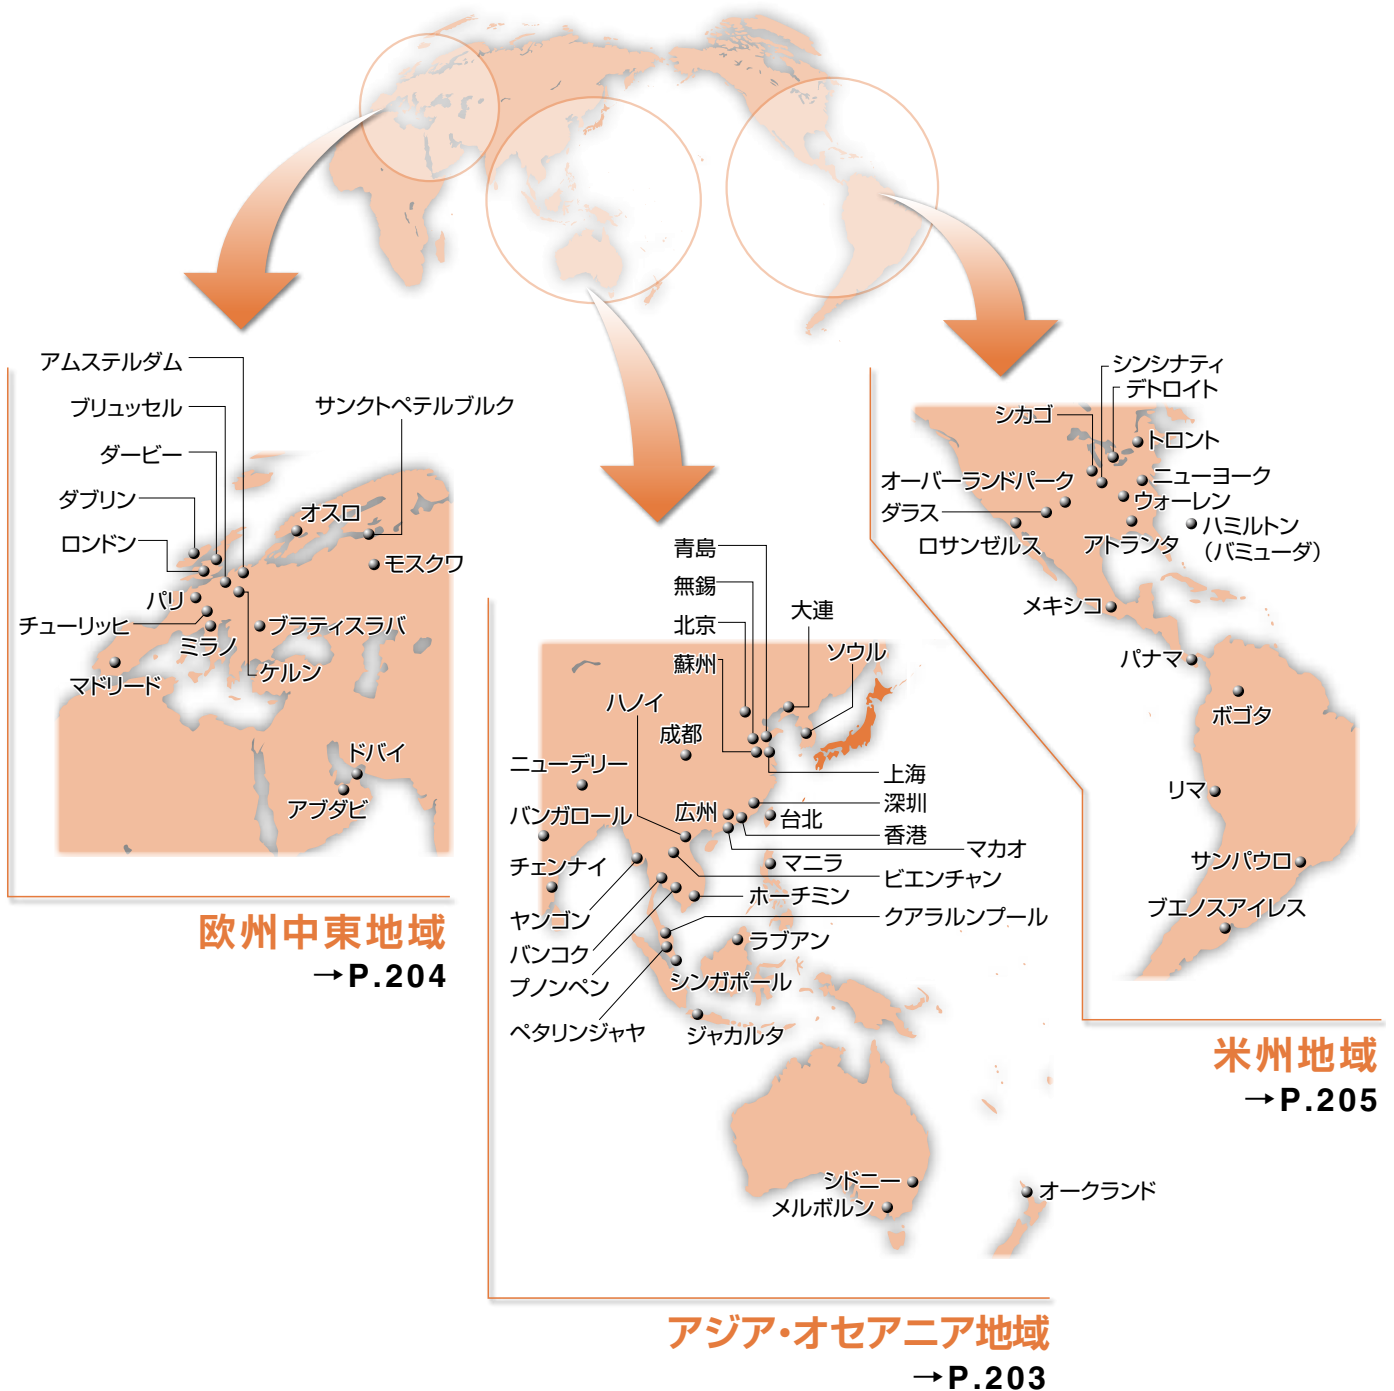 アムステルダム
ブリュッセル
サンクトペテルブルク
ダービー
ダブリン
オスロ
ロンドン
モスクワ
パリ
チューリッヒ
ミラノ
ブラティスラバ
ケルン
マドリード
ドバイ
アブダビ
欧州中東地域
→P.204
青島
無錫
大連
北京
ソウル
蘇州
ハノイ
成都
ニューデリー
上海
深圳
バンガロール
広州
台北
香港
マカオ
チェンナイ
マニラ
ビエンチャン
ホーチミン
ヤンゴン
クアラルンプール
バンコク
ラブアン
プノンペン
シンガポール
ペタリンジャヤ
ジャカルタ
シドニー
メルボルン
オークランド
アジア・オセアニア地域
→P.203
シンシナティ
デトロイト
シカゴ
トロント
オーバーランドパーク
ニューヨーク
ウォーレン
ダラス
ハミルトン
(バミューダ)
ロサンゼルス
アトランタ
メキシコ
パナマ
ボゴタ
リマ
サンパウロ
ブエノスアイレス
米州地域
→P.205